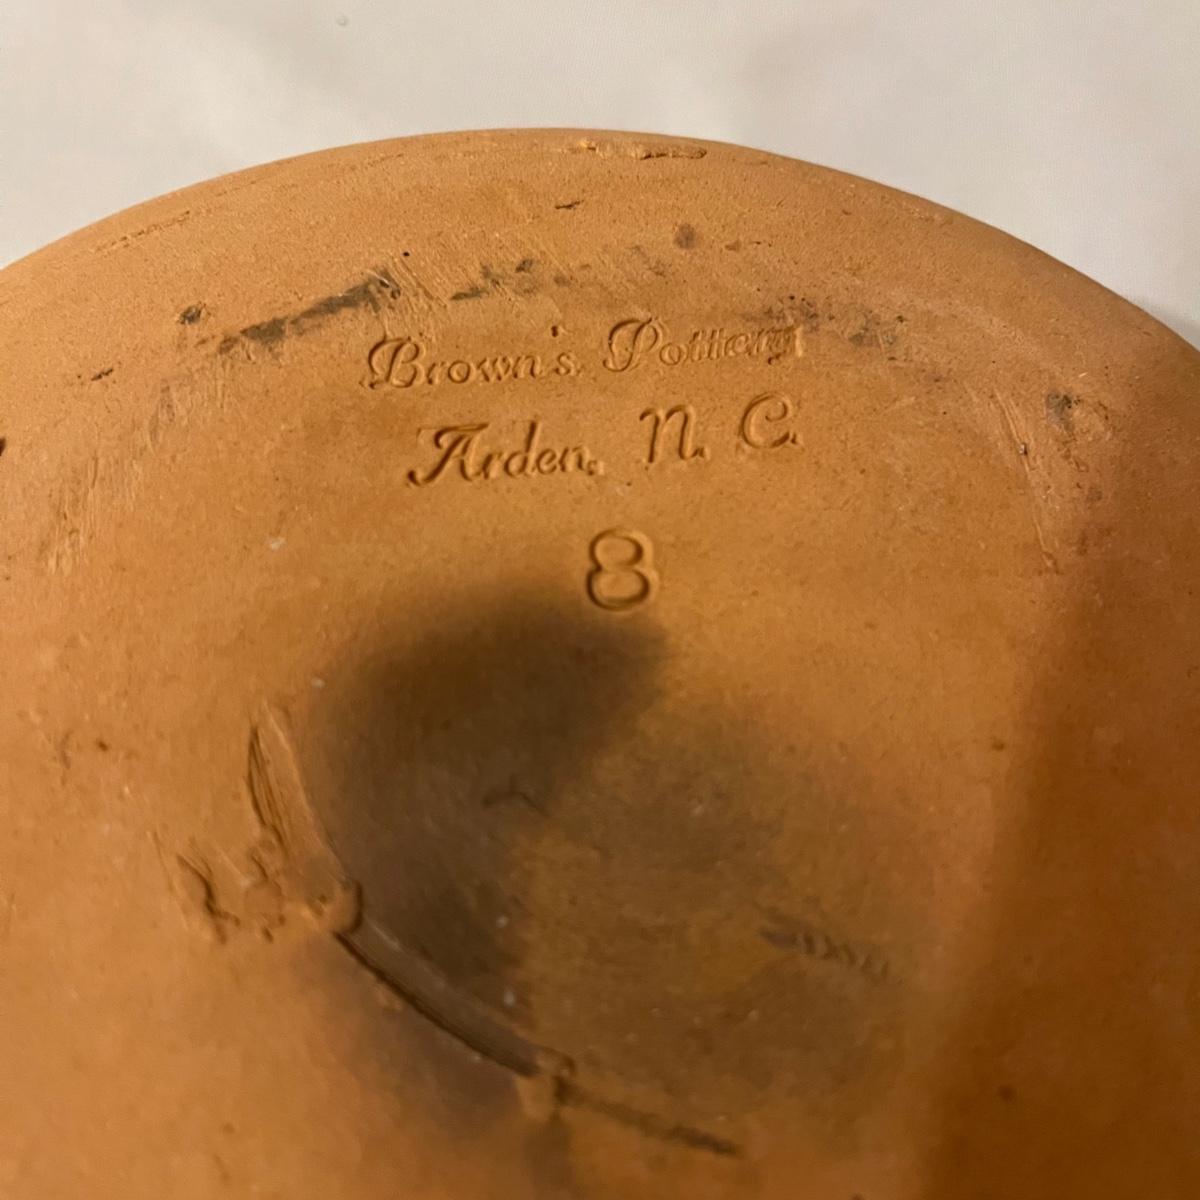 Brown's Pottery
Arden, N. C.
8